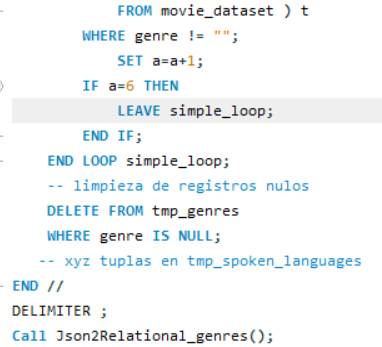 FROM movie_dataset ) t
WHERE genre != "";
SET a=a+1;
IF a=6 THEN
LEAVE simple_loop;
END IF;
END LOOP simple_loop;
-- limpieza de registros nulos
DELETE FROM tmp_genres
WHERE genre IS NULL;
-- xyz tuplas en tmp_spoken_languages
END //
DELIMITER ;
Call Json2Relational_genres();